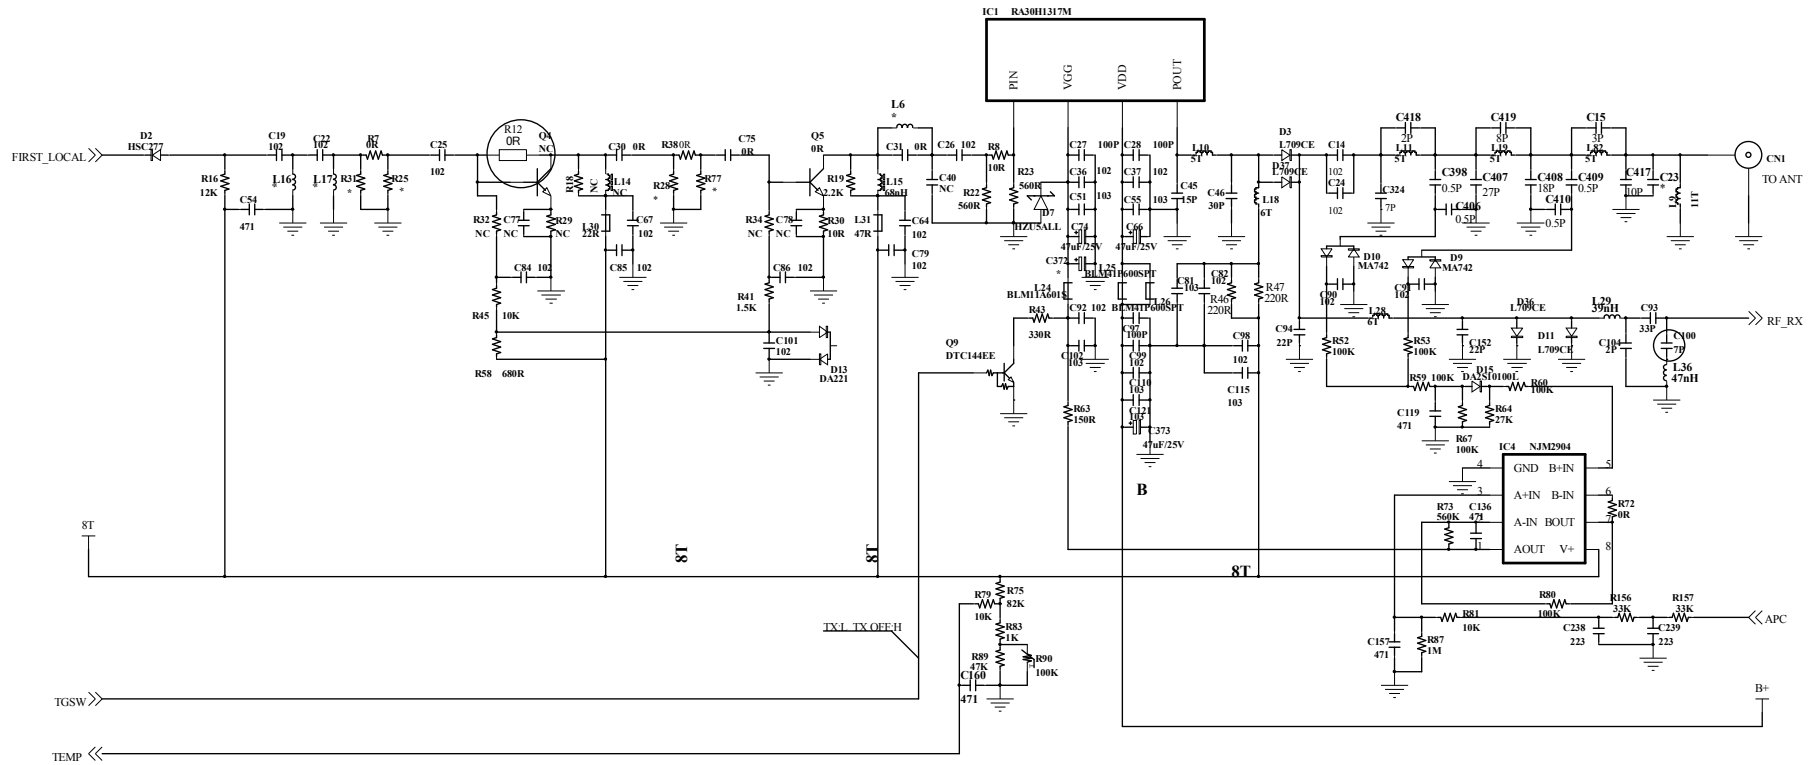 IC1 RA30H1317M
PIN
VGG
VDD
POUT
FIRST_LOCAL
D2
HSC277
R16
12K
C54
471
C19
102
L16
*
C22
102
L17
*
R7
0R
R31
*
R25
*
C25
102
R12
0R
Q4
NC
R32
NC
C77
NC
R29
NC
C84 102
R45 10K
R58 680R
R18
NC
C30 0R
L14
NC
L30
22R
C67
102
C85 102
R38 0R
R28
*
R77
*
C75
0R
Q5
0R
R34
NC
C78
NC
R30
10R
C86 102
R41
1.5K
C101
102
D13
DA221
R19
2.2K
L6
*
C31 0R
L15
68nH
L31
47R
C64
102
C79
102
C26 102
C40
NC
R8
10R
R22
560R
R23
560R
D7
HZU5ALL
C27 100P
C36 102
C51 103
C74
47uF/25V
C372
*
C28 100P
C37 102
C55 103
C66
47uF/25V
L24
BLM11A601S
L25
BLM41P600SPT
L26
BLM41P600SPT
R43
330R
C92 102
C102
103
C97
100P
C99
102
C110
103
C121
103
C373
47uF/25V
R63
150R
Q9
DTC144EE
L10
5T
C45
15P
C46
30P
L18
6T
C81
103
C82
102
R46
220R
R47
220R
C98
102
C115
103
D3
L709CE
D37
L709CE
C14
102
C24
102
C94
22P
C324
7P
C418
2P
L11
5T
C419
8P
L19
5T
C15
3P
L82
5T
C398
0.5P
C407
27P
C408
18P
C409
0.5P
C417
10P
C23
*
C406
0.5P
C410
0.5P
L9
11T
CN1
TO ANT
D10
MA742
D9
MA742
C90
102
C91
102
L28
6T
R52
100K
R53
100K
C152
22P
D36
L709CE
D11
L709CE
L29
39nH
C93
33P
C104
2P
C100
7P
L36
47nH
RF_RX
R59 100K
C119
471
D15
DA2S10100L
R67
100K
R64
27K
R60
100K
IC4 NJM2904
4 GND B+IN 5
3 A+IN B-IN 6
A-IN BOUT 7
1 AOUT V+ 8
R72
0R
R73
560K
C136
471
B
8T
8T
8T
8T
R79
10K
R75
82K
R83
1K
R89
47K
R90
100K
C160
471
TX:L TX OFF:H
TGSW
TEMP
C157
471
R87
1M
R81
10K
R80
100K
R156
33K
R157
33K
C238
223
C239
223
APC
B+